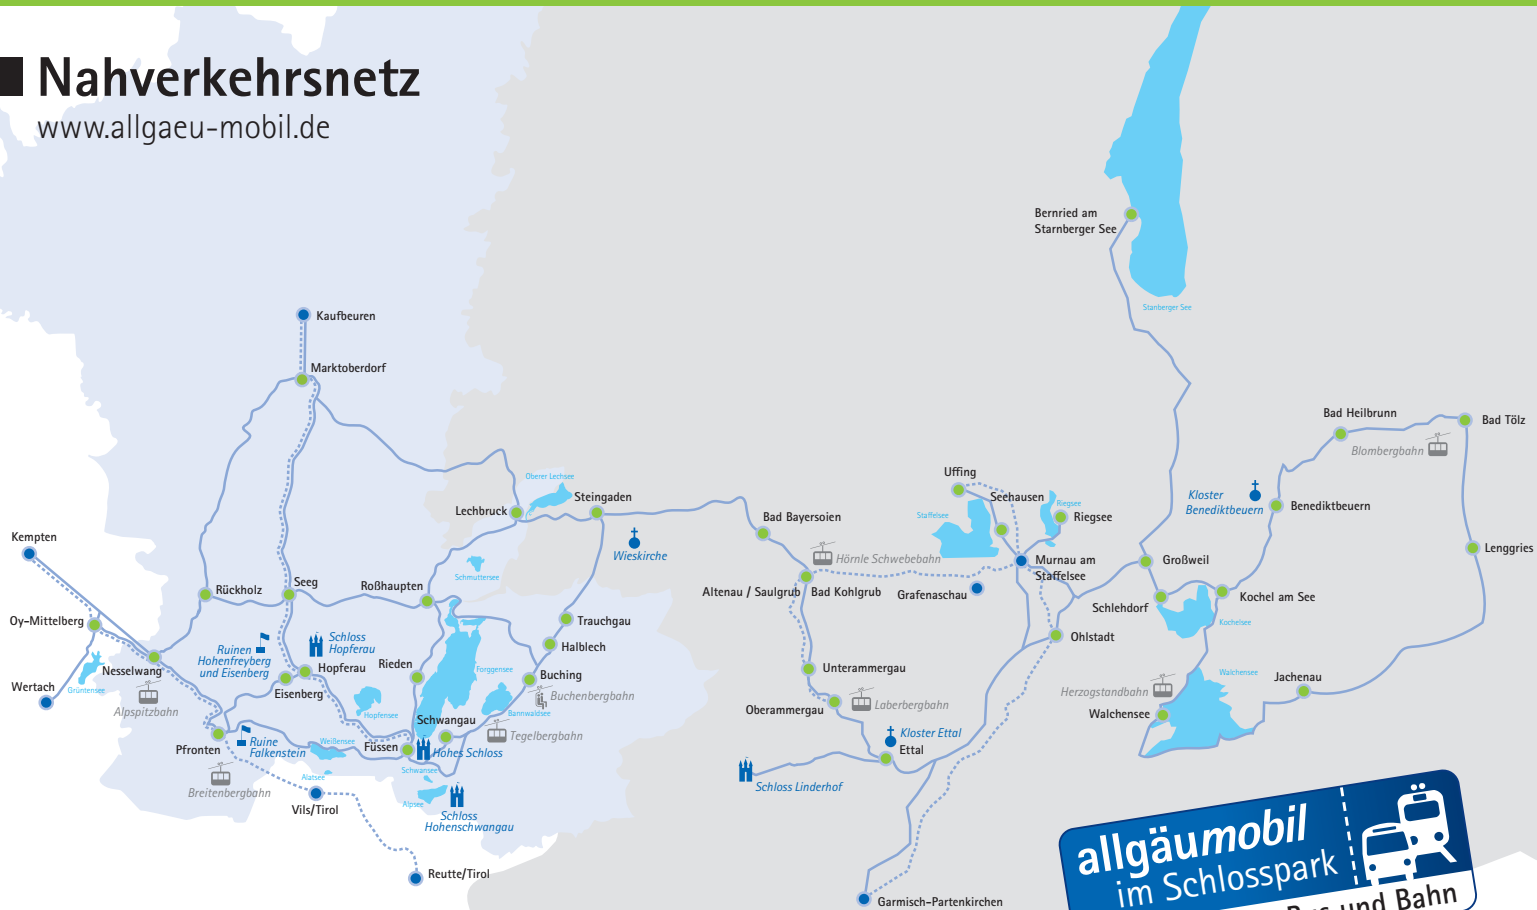 Nahverkehrsnetz
www.allgaeu-mobil.de
Bernried am
Starnberger See
Stanberger See
Kaufbeuren
Marktoberdorf
Bad Heilbrunn
Bad Tölz
Blombergbahn
Uffing
Seehausen
Riegsee
Riegsee
Staffelsee
Kloster
Benediktbeuern
Benediktbeuern
Oberer Lechsee
Steingaden
Lechbruck
Bad Bayersoien
Wieskirche
Hörnle Schwebebahn
Murnau am
Staffelsee
Großweil
Lenggries
Kempten
Schmuttersee
Roßhaupten
Seeg
Rückholz
Altenau / Saulgrub
Bad Kohlgrub
Grafenaschau
Schlehdorf
Kochel am See
Kochelsee
Oy-Mittelberg
Trauchgau
Ohlstadt
Ruinen
Hohenfreyberg
und Eisenberg
Schloss
Hopferau
Halblech
Nesselwang
Hopferau
Rieden
Forggensee
Buching
Unterammergau
Walchensee
Jachenau
Wertach
Grüntensee
Eisenberg
Buchenbergbahn
Herzogstandbahn
Alpspitzbahn
Hopfensee
Schwangau
Bannwaldsee
Oberammergau
Laberbergbahn
Walchensee
Tegelbergbahn
Kloster Ettal
Pfronten
Ruine
Falkenstein
Weißensee
Füssen
Hohes Schloss
Ettal
Alatsee
Schwansee
Breitenbergbahn
Schloss Linderhof
Alpsee
Vils/Tirol
Schloss
Hohenschwangau
Reutte/Tirol
Garmisch-Partenkirchen
allgäumobil
im Schlosspark
und Bahn